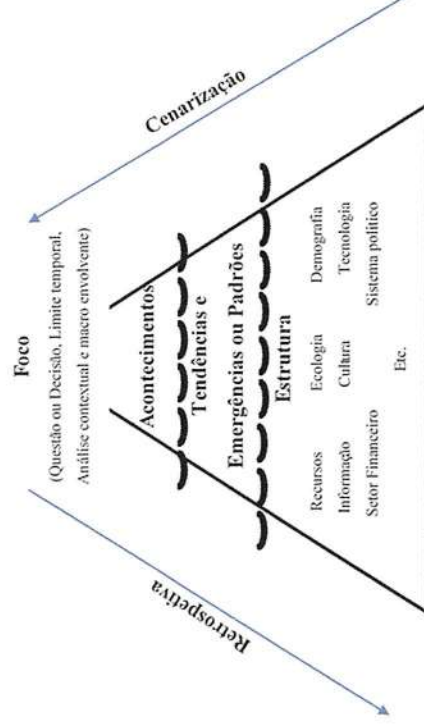 Foco
(Questão ou Decisão, Limite temporal,
Análise contextual e macro envolvente)
Retrospetiva
Cenarização
Acontecimentos
Tendências e
Emergências ou Padrões
Estrutura
Recursos Ecologia Demografia
Informação Cultura Tecnologia
Setor Financeiro Sistema político
Etc.